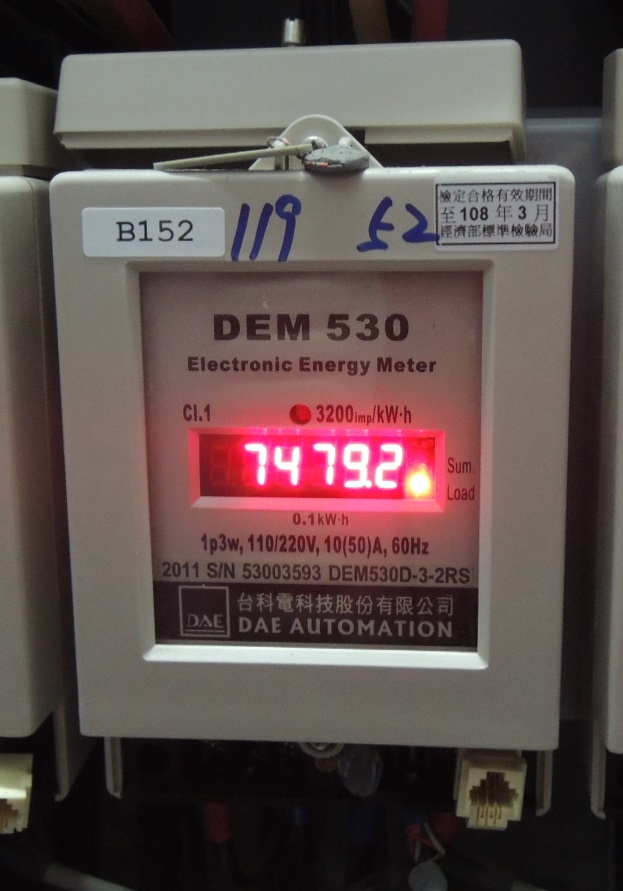 B152
119 52
檢定合格有效期間
至 108 年 3 月
經濟部標準檢驗局
DEM 530
Electronic Energy Meter
Cl.1
3200imp/kW·h
7479.2
Sum.
Load
0.1kW·h
1p3w, 110/220V, 10(50)A, 60Hz
2011 S/N 53003593 DEM530D-3-2RS
DAE
台科電科技股份有限公司
DAE AUTOMATION